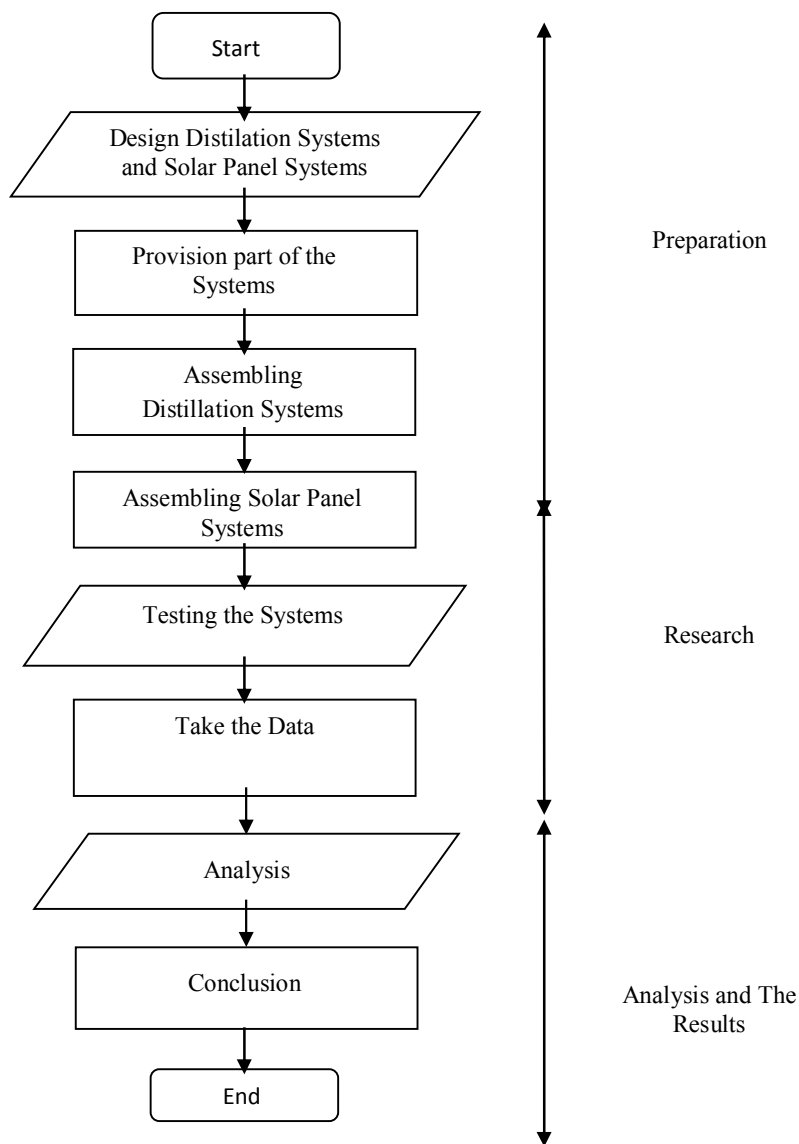 Start
Design Distilation Systems
and Solar Panel Systems
Provision part of the
Systems
Preparation
Assembling
Distillation Systems
Assembling Solar Panel
Systems
Testing the Systems
Research
Take the Data
Analysis
Conclusion
Analysis and The
Results
End